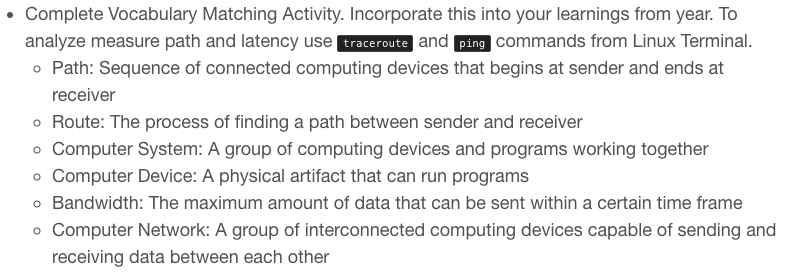 • Complete Vocabulary Matching Activity. Incorporate this into your learnings from year. To
analyze measure path and latency use traceroute and ping commands from Linux Terminal.
○ Path: Sequence of connected computing devices that begins at sender and ends at
receiver
○ Route: The process of finding a path between sender and receiver
○ Computer System: A group of computing devices and programs working together
○ Computer Device: A physical artifact that can run programs
○ Bandwidth: The maximum amount of data that can be sent within a certain time frame
○ Computer Network: A group of interconnected computing devices capable of sending and
receiving data between each other